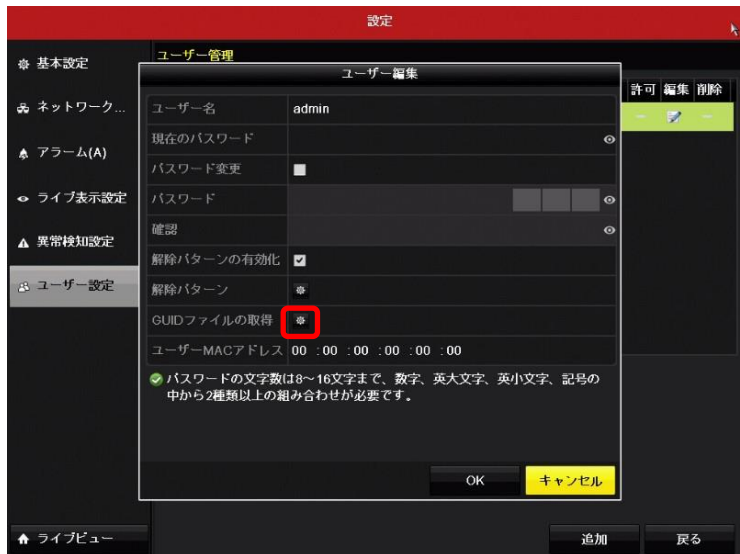 設定
基本設定
ネットワーク...
アラーム(A)
ライブ表示設定
異常検知設定
ユーザー設定
ライブビュー
ユーザー管理
許可 編集 削除
ユーザー編集
ユーザー名 admin
現在のパスワード
パスワード変更
パスワード
確認
解除パターンの有効化
解除パターン
GUIDファイルの取得
ユーザーMACアドレス 00 :00 :00 :00 :00 :00
パスワードの文字数は8～16文字まで、数字、英大文字、英小文字、記号の
中から2種類以上の組み合わせが必要です。
OK キャンセル
追加 戻る